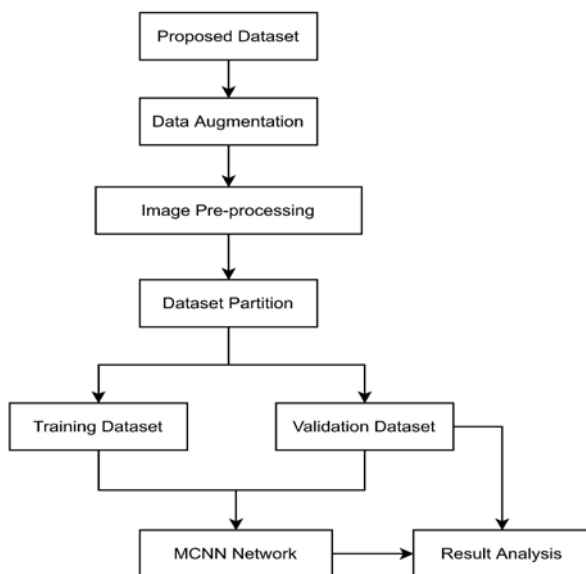 Proposed Dataset
Data Augmentation
Image Pre-processing
Dataset Partition
Training Dataset
Validation Dataset
MCNN Network
Result Analysis